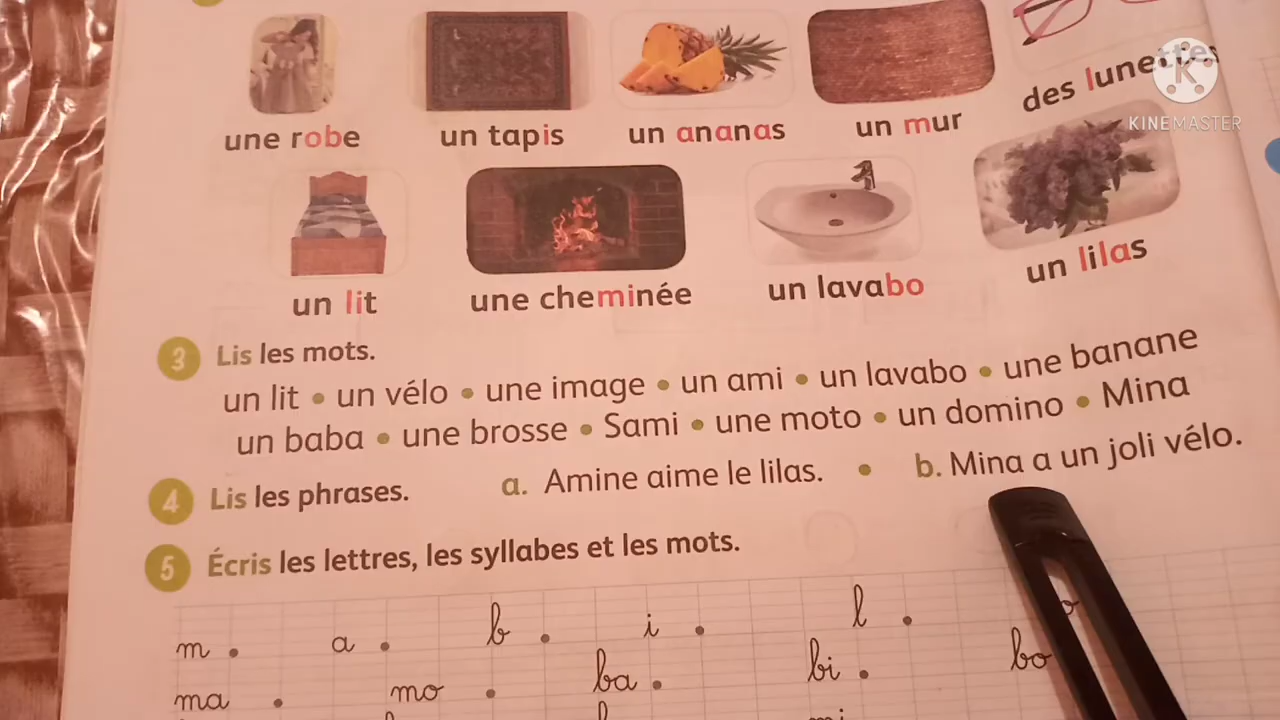 une robe un tapis un ananas un mur des lunettes
KINEMASTER
un lit une cheminée un lavabo un lilas
3 Lis les mots.
un lit • un vélo • une image • un ami • un lavabo • une banane
un baba • une brosse • Sami • une moto • un domino • Mina
4 Lis les phrases. a. Amine aime le lilas. • b. Mina a un joli vélo.
5 Écris les lettres, les syllabes et les mots.
m . a . b . i . l . o
ma . mo . ba . bi . bo